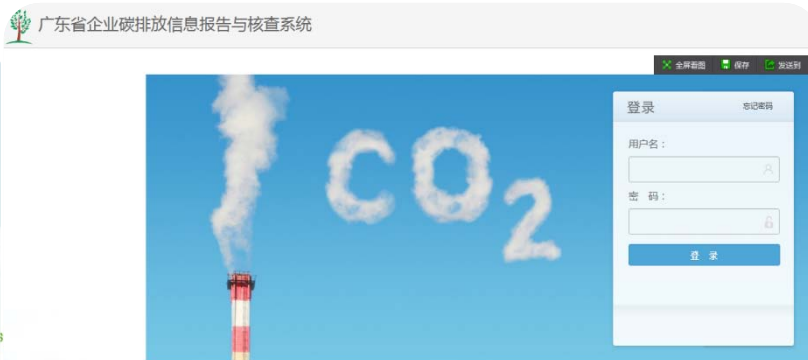 广东省企业碳排放信息报告与核查系统
全屏看图 保存 发送到
CO2
登录 忘记密码
用户名：
密 码：
登 录
s